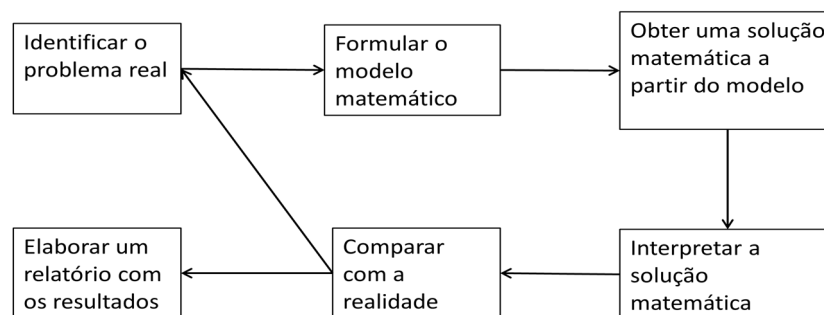 Identificar o
problema real
Formular o
modelo
matemático
Obter uma solução
matemática a
partir do modelo
Elaborar um
relatório com
os resultados
Comparar
com a
realidade
Interpretar a
solução
matemática